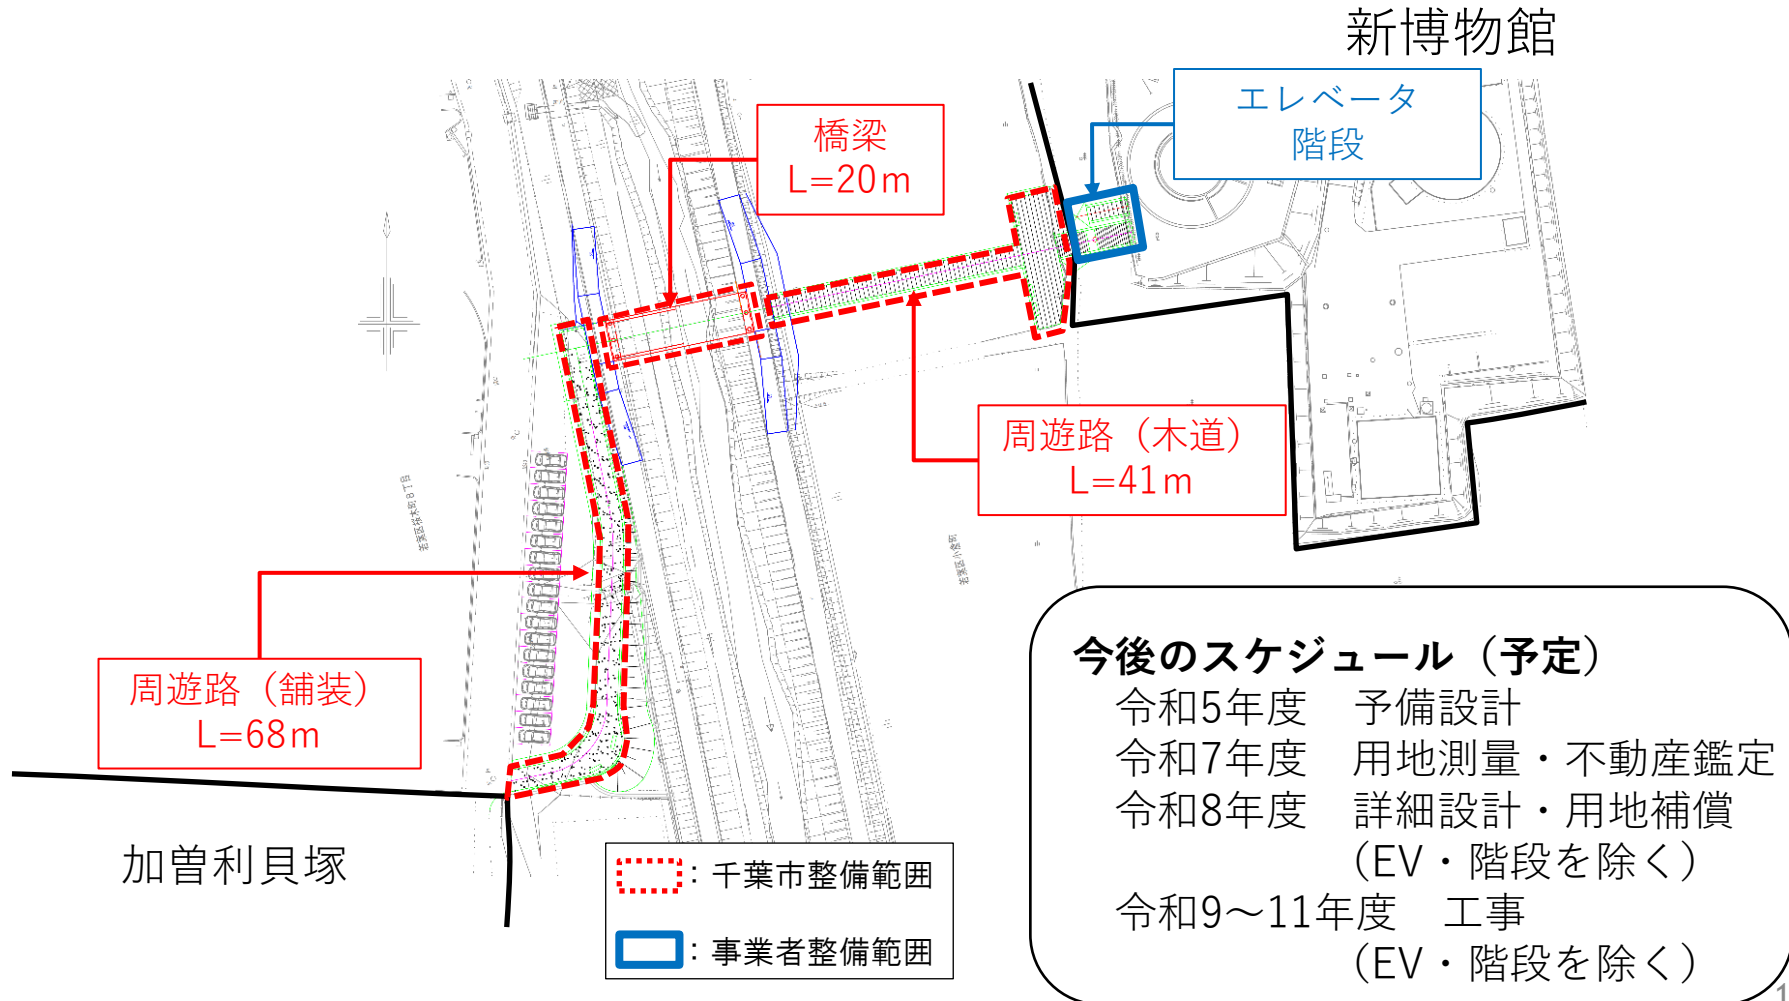 新博物館
エレベータ
階段
橋梁
L=20m
周遊路（木道）
L=41m
周遊路（舗装）
L=68m
加曽利貝塚
：千葉市整備範囲
：事業者整備範囲
今後のスケジュール（予定）
令和5年度　予備設計
令和7年度　用地測量・不動産鑑定
令和8年度　詳細設計・用地補償
（EV・階段を除く）
令和9～11年度　工事
（EV・階段を除く）
1